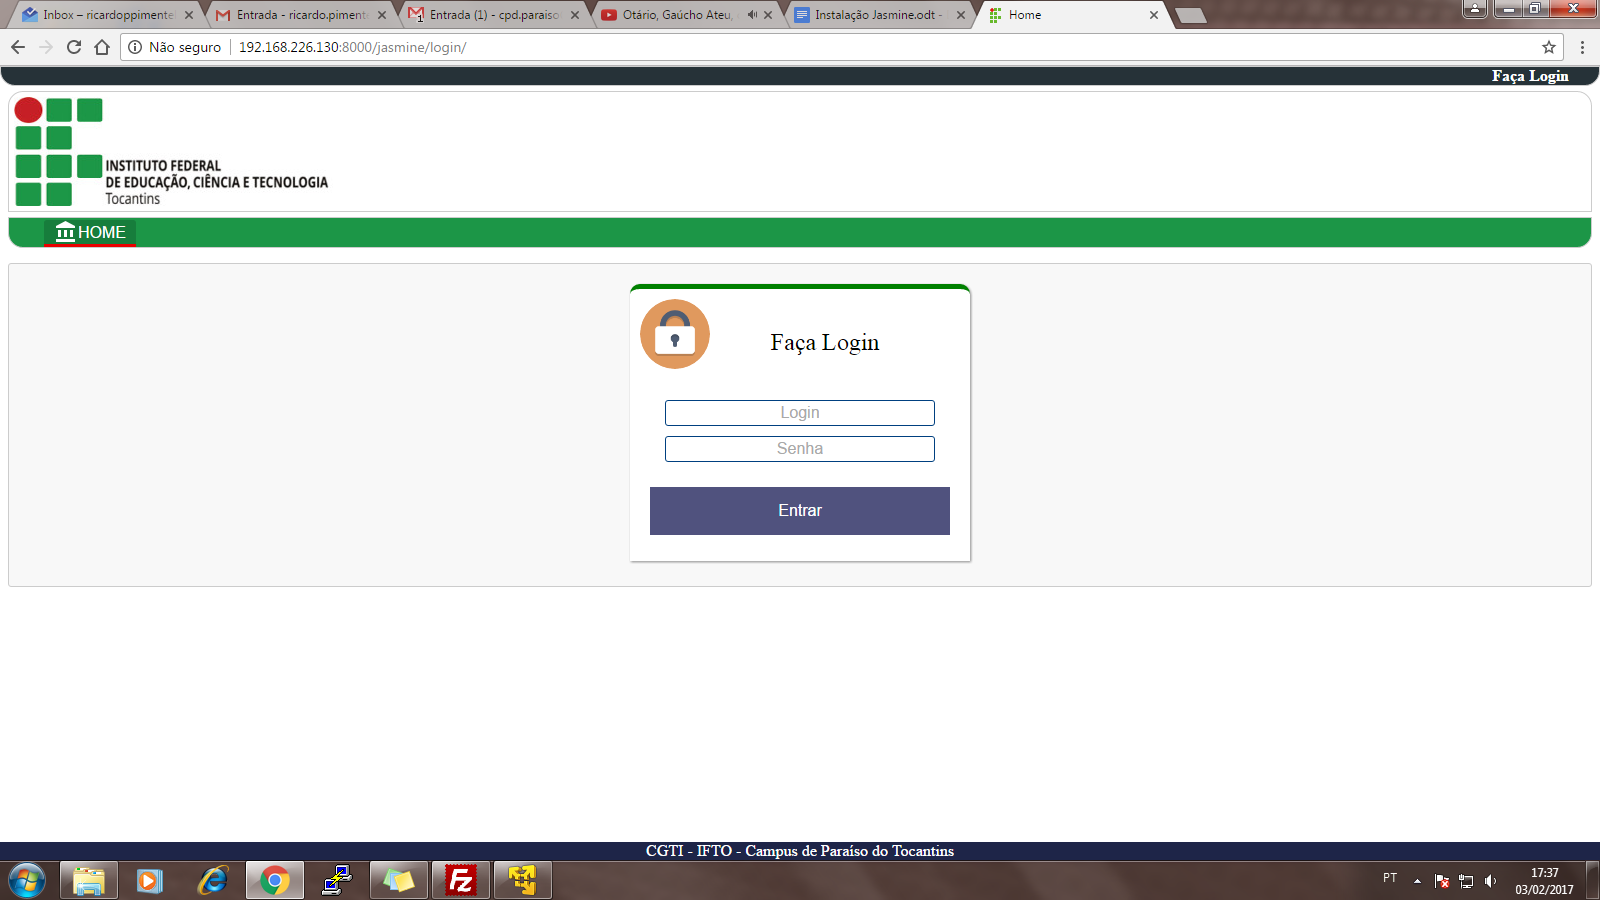 Inbox – ricardoppimente
Entrada - ricardo.piment
Entrada (1) - cpd.paraiso
Otário, Gaúcho Ateu,
Instalação Jasmine.odt -
Home
Não seguro
192.168.226.130:8000/jasmine/login/
Faça Login
INSTITUTO FEDERAL
DE EDUCAÇÃO, CIÊNCIA E TECNOLOGIA
Tocantins
HOME
Faça Login
Login
Senha
Entrar
CGTI - IFTO - Campus de Paraíso do Tocantins
PT
17:37
03/02/2017